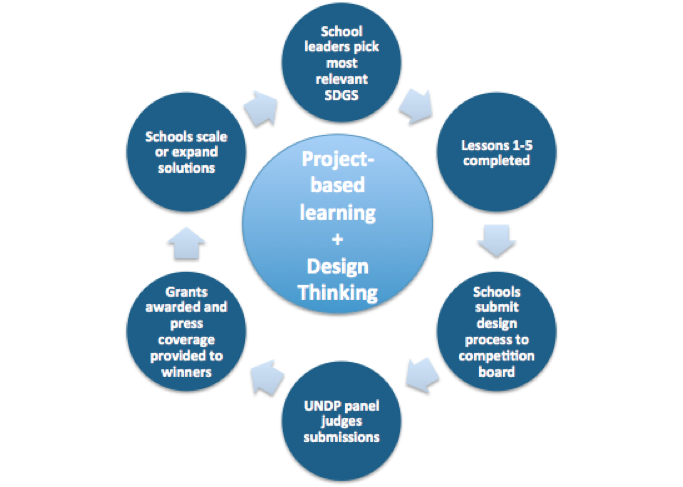 School
leaders pick
most
relevant
SDGS
Lessons 1-5
completed
Schools
submit
design
process to
competition
board
UNDP panel
judges
submissions
Grants
awarded and
press
coverage
provided to
winners
Schools scale
or expand
solutions
Project-
based
learning
+
Design
Thinking